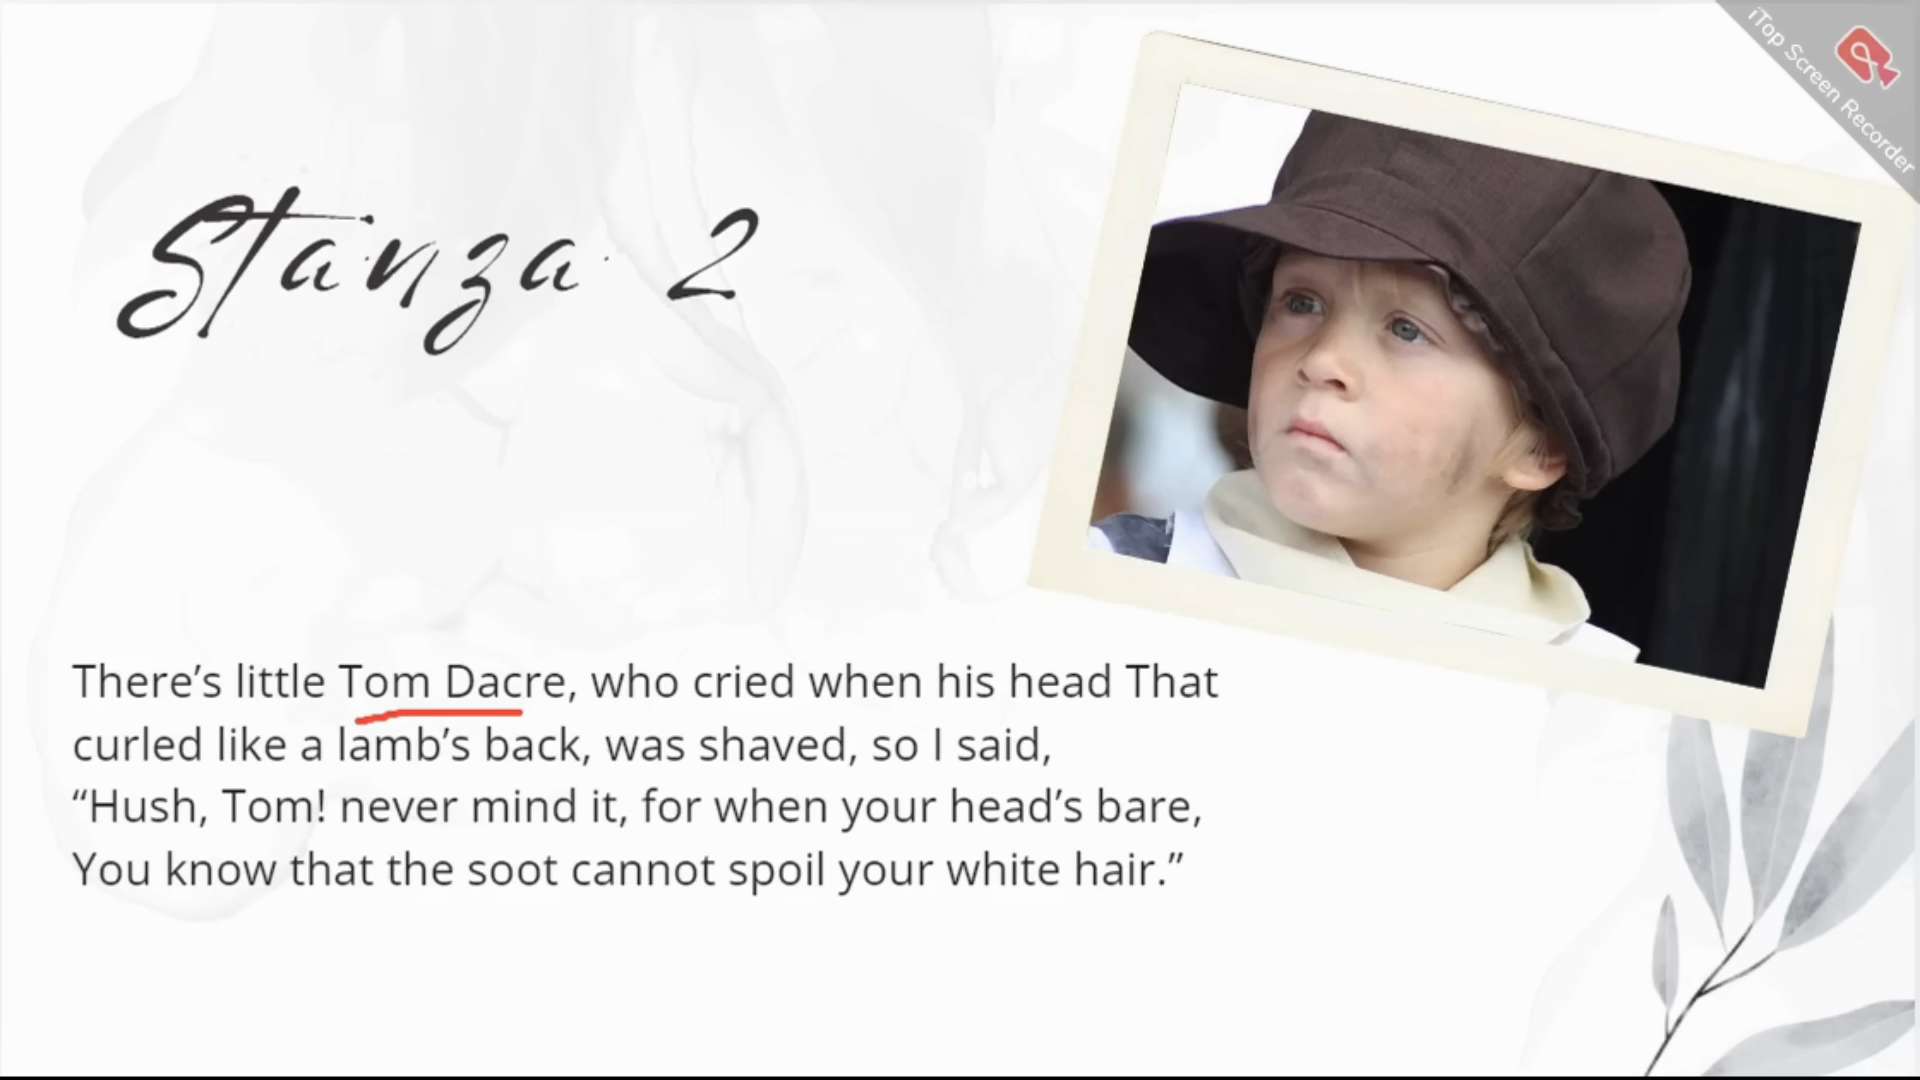 Stanza 2
There’s little Tom Dacre, who cried when his head That
curled like a lamb’s back, was shaved, so I said,
“Hush, Tom! never mind it, for when your head’s bare,
You know that the soot cannot spoil your white hair.”
iTop Screen Recorder